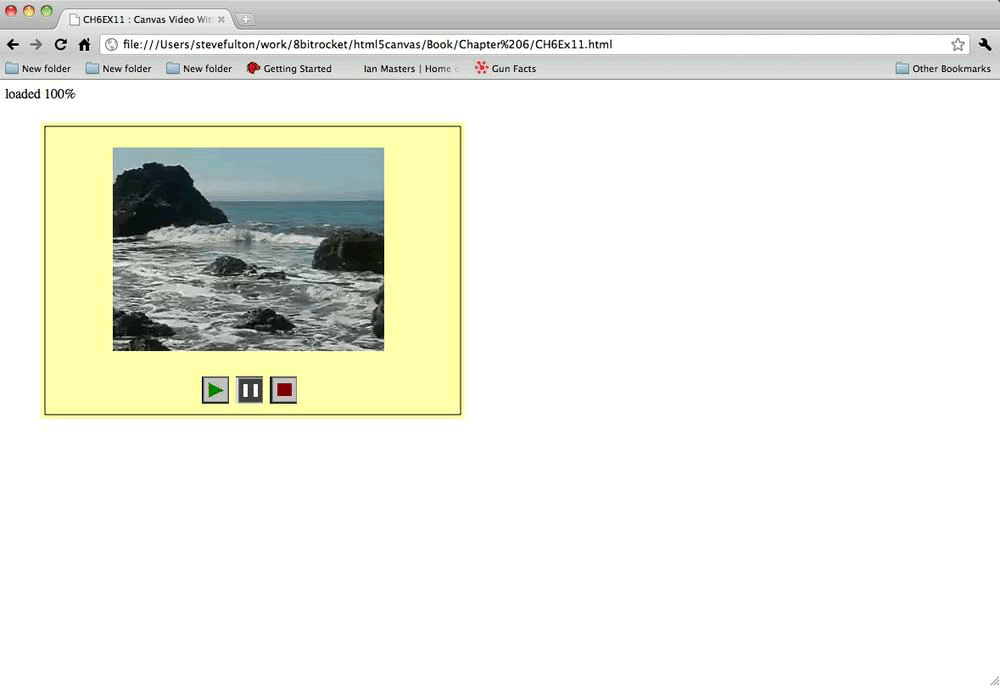 CH6EX11 : Canvas Video Wit
file:///Users/stevefulton/work/8bitrocket/html5canvas/Book/Chapter%206/CH6Ex11.html
New folder New folder New folder Getting Started Ian Masters | Home Gun Facts Other Bookmarks
loaded 100%